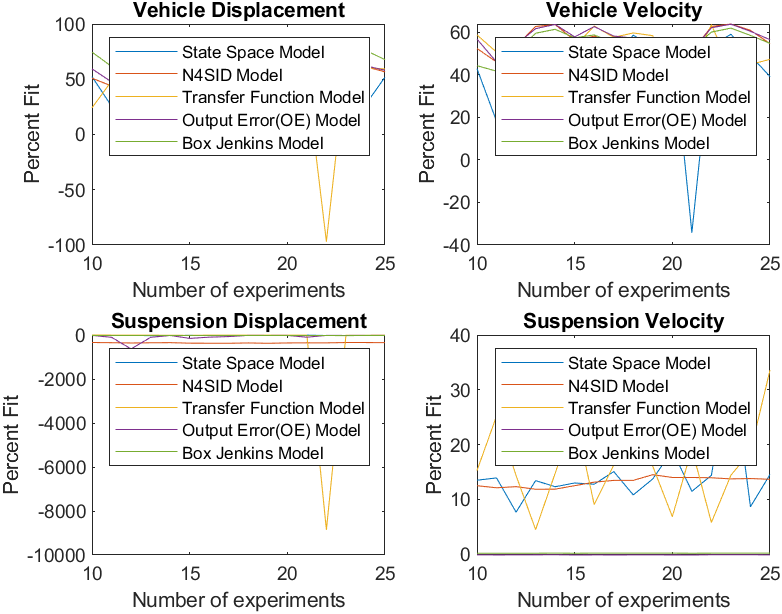 Vehicle Displacement
100
50
0
-50
-100
Percent Fit
State Space Model
N4SID Model
Transfer Function Model
Output Error(OE) Model
Box Jenkins Model
10 15 20 25
Number of experiments
Vehicle Velocity
60
40
20
0
-20
-40
Percent Fit
State Space Model
N4SID Model
Transfer Function Model
Output Error(OE) Model
Box Jenkins Model
10 15 20 25
Number of experiments
Suspension Displacement
0
-2000
-4000
-6000
-8000
-10000
Percent Fit
State Space Model
N4SID Model
Transfer Function Model
Output Error(OE) Model
Box Jenkins Model
10 15 20 25
Number of experiments
Suspension Velocity
40
30
20
10
0
Percent Fit
State Space Model
N4SID Model
Transfer Function Model
Output Error(OE) Model
Box Jenkins Model
10 15 20 25
Number of experiments